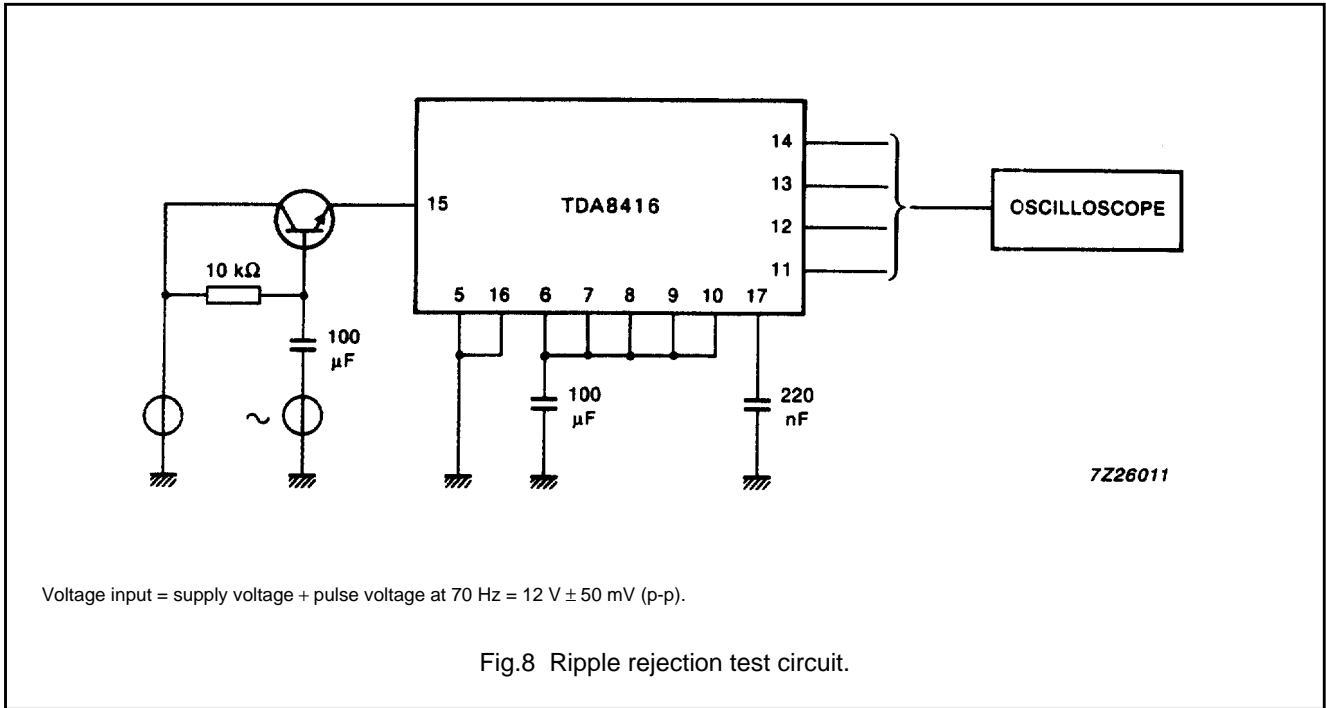 14
13
15
TDA8416
OSCILLOSCOPE
12
10 kΩ
11
5 16 6 7 8 9 10 17
100
μF
100
μF
220
nF
~
7Z26011
Voltage input = supply voltage + pulse voltage at 70 Hz = 12 V ± 50 mV (p-p).
Fig.8 Ripple rejection test circuit.